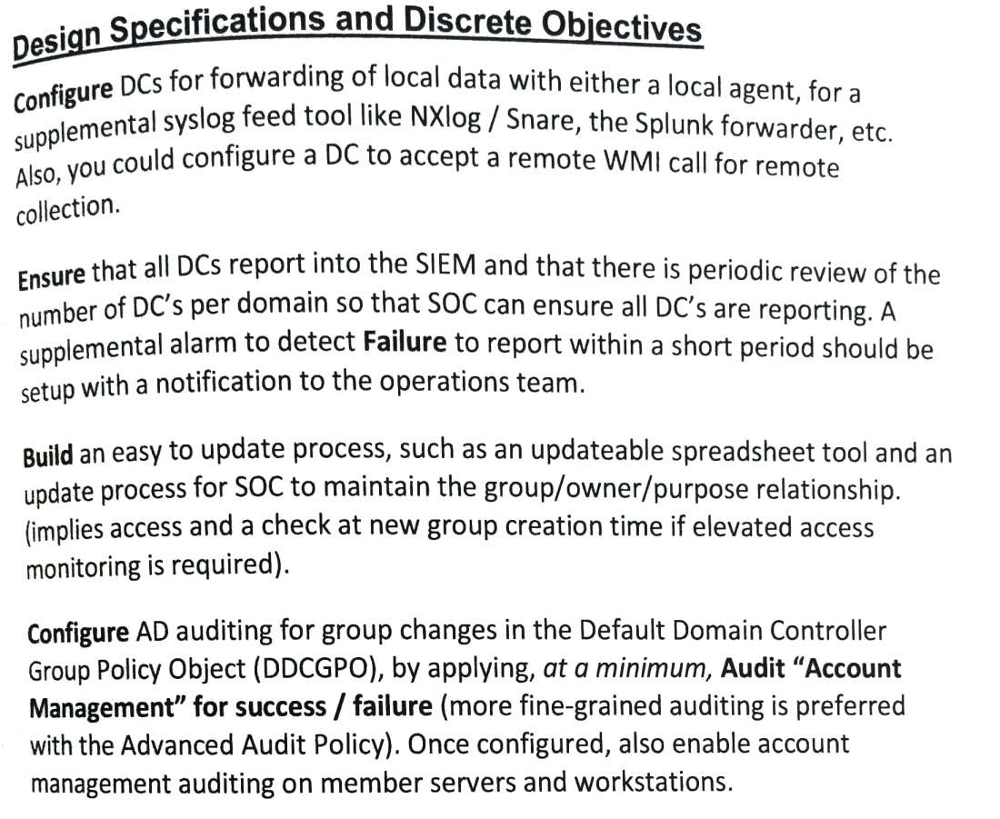 Design Specifications and Discrete Objectives
Configure DCs for forwarding of local data with either a local agent, for a
supplemental syslog feed tool like NXlog / Snare, the Splunk forwarder, etc.
Also, you could configure a DC to accept a remote WMI call for remote
collection.
Ensure that all DCs report into the SIEM and that there is periodic review of the
number of DC's per domain so that SOC can ensure all DC's are reporting. A
supplemental alarm to detect Failure to report within a short period should be
setup with a notification to the operations team.
Build an easy to update process, such as an updateable spreadsheet tool and an
update process for SOC to maintain the group/owner/purpose relationship.
(implies access and a check at new group creation time if elevated access
monitoring is required).
Configure AD auditing for group changes in the Default Domain Controller
Group Policy Object (DDCGPO), by applying, at a minimum, Audit “Account
Management” for success / failure (more fine-grained auditing is preferred
with the Advanced Audit Policy). Once configured, also enable account
management auditing on member servers and workstations.